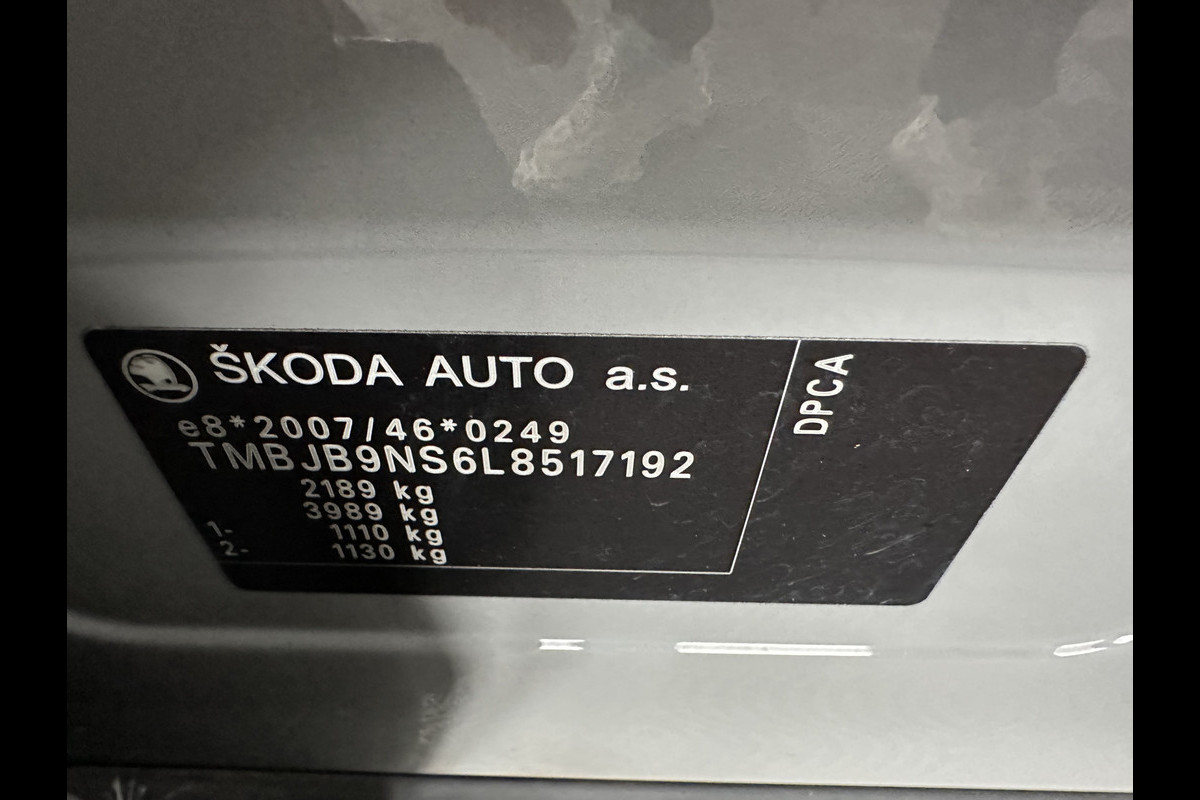 ŠKODA AUTO a.s.
e8*2007/46*0249
TMBJB9NS6L8517192
2189 kg
3989 kg
1- 1110 kg
2- 1130 kg
DPCA